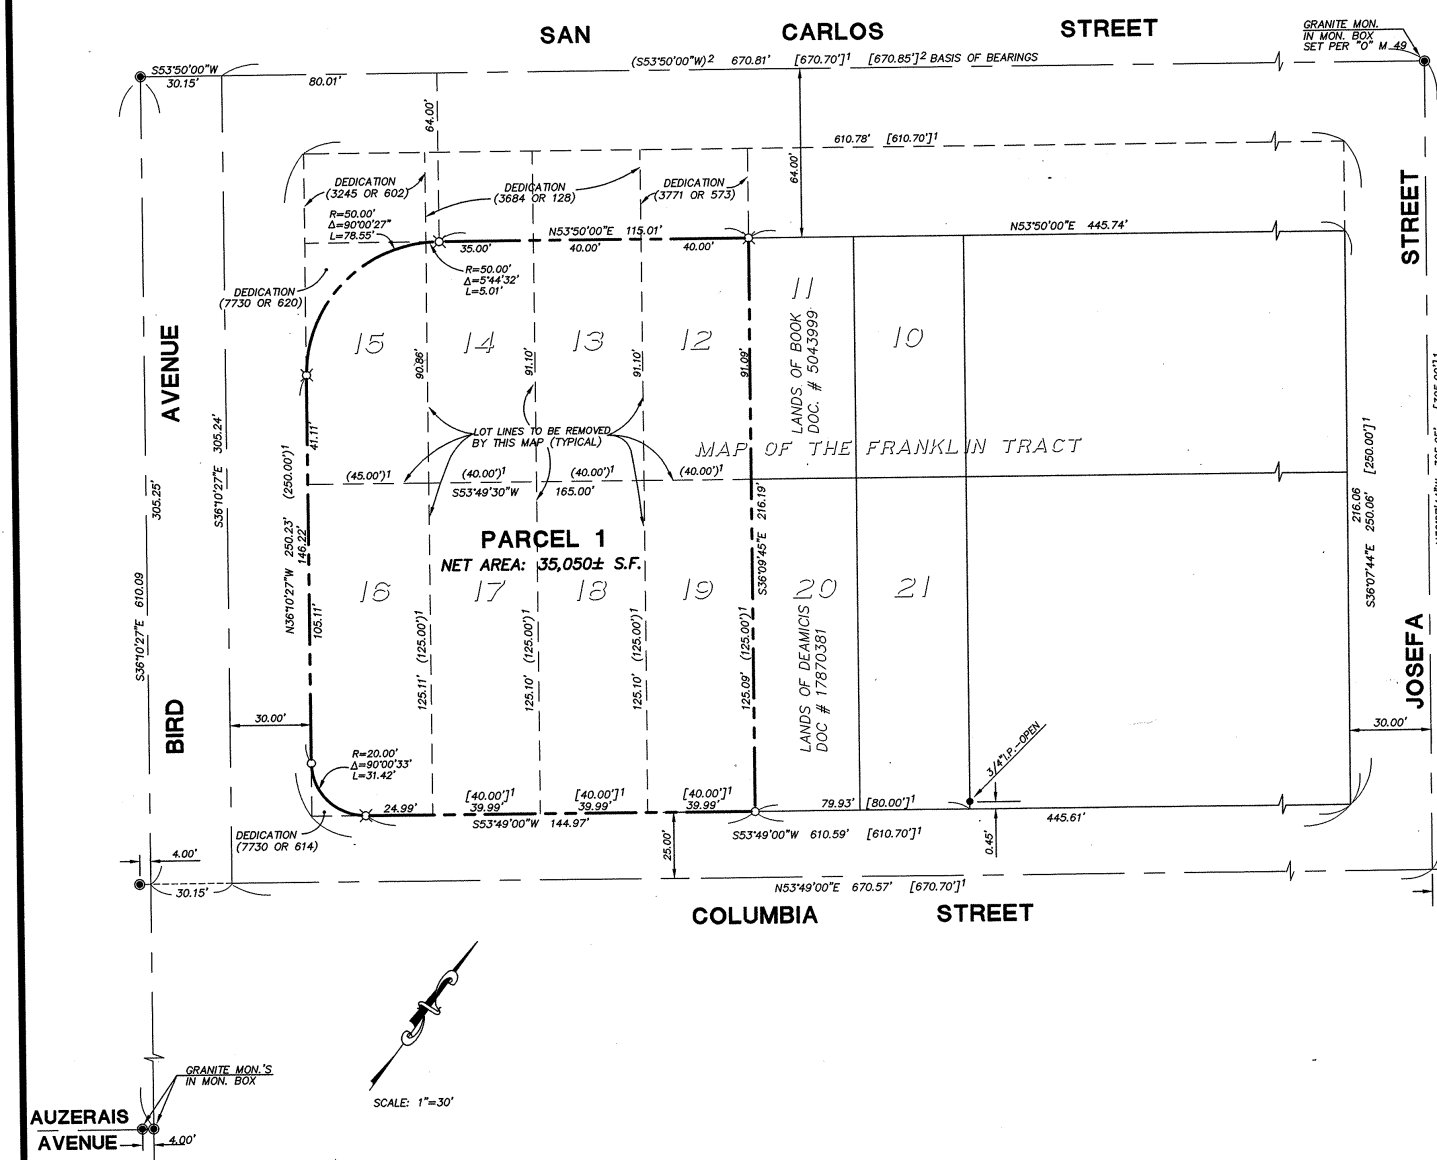 SAN CARLOS STREET
GRANITE MON.
IN MON. BOX
SET PER "O" M 49
S53°50'00"W
30.15'
80.01'
(S53°50'00"W)2 670.81' [670.70']1 [670.85']2 BASIS OF BEARINGS
64.00'
64.00'
610.78' [610.70']1
DEDICATION
(3245 OR 602)
DEDICATION
(3684 OR 128)
DEDICATION
(3771 OR 573)
R=50.00'
Δ=90°00'27"
L=78.55'
N53°50'00"E 115.01'
35.00'
40.00'
40.00'
N53°50'00"E 445.74'
R=50.00'
Δ=5°44'32"
L=5.01'
DEDICATION
(7730 OR 620)
STREET
AVENUE
15
14
13
12
11
10
LANDS OF BOOK
DOC. # 5043999
90.86'
91.10'
91.10'
91.09'
41.11'
S36°10'27"E 305.24'
305.25'
LOT LINES TO BE REMOVED
BY THIS MAP (TYPICAL)
MAP OF THE FRANKLIN TRACT
(45.00')1
(40.00')1
(40.00')1
(40.00')1
S53°49'30"W 165.00'
N36°10'27"W 250.23' (250.00')1
146.22'
105.11'
PARCEL 1
NET AREA: 35,050± S.F.
S36°09'45"E 216.19'
216.06
S36°07'44"E 250.06' [250.00']1
16
17
18
19
20
21
LANDS OF DEAMICIS
DOC # 17870381
S36°10'27"E 610.09
125.11' (125.00')1
125.10' (125.00')1
125.10' (125.00')1
125.09' (125.00')1
JOSEFA
BIRD
30.00'
30.00'
R=20.00'
Δ=90°00'33"
L=31.42'
3/4" I.P.-OPEN
24.99'
[40.00']1
39.99'
[40.00']1
39.99'
[40.00']1
39.99'
79.93' [80.00']1
445.61'
S53°49'00"W 144.97'
S53°49'00"W 610.59' [610.70']1
DEDICATION
(7730 OR 614)
25.00'
0.45'
4.00'
30.15'
N53°49'00"E 670.57' [670.70']1
COLUMBIA STREET
GRANITE MON.'S
IN MON. BOX
SCALE: 1"=30'
AUZERAIS
AVENUE
4.00'